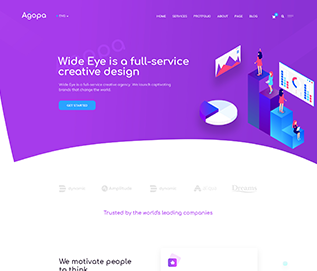 Agopa
HOME SERVICES PORTFOLIO ABOUT PAGE BLOG
Wide Eye is a full-service
creative design
Wide Eye is a full-service creative agency. We launch captivating
brands that change the world.
GET STARTED
Trusted by the world's leading companies
We motivate people
to think